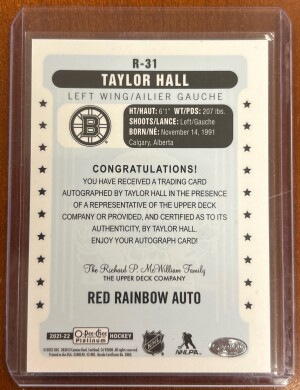 R-31
TAYLOR HALL
LEFT WING/AILIER GAUCHE
HT/HAUT: 6'1" WT/PDS: 207 lbs.
SHOOTS/LANCE: Left/Gauche
BORN/NÉ: November 14, 1991
Calgary, Alberta
B
CONGRATULATIONS!
YOU HAVE RECEIVED A TRADING CARD
AUTOGRAPHED BY TAYLOR HALL IN THE PRESENCE
OF A REPRESENTATIVE OF THE UPPER DECK
COMPANY OR PROVIDED, AND CERTIFIED AS TO ITS
AUTHENTICITY, BY TAYLOR HALL.
ENJOY YOUR AUTOGRAPH CARD!
The Richard P. McWilliam Family
THE UPPER DECK COMPANY
RED RAINBOW AUTO
2021-22 O-Pee-Chee Platinum HOCKEY
NHL NHLPA